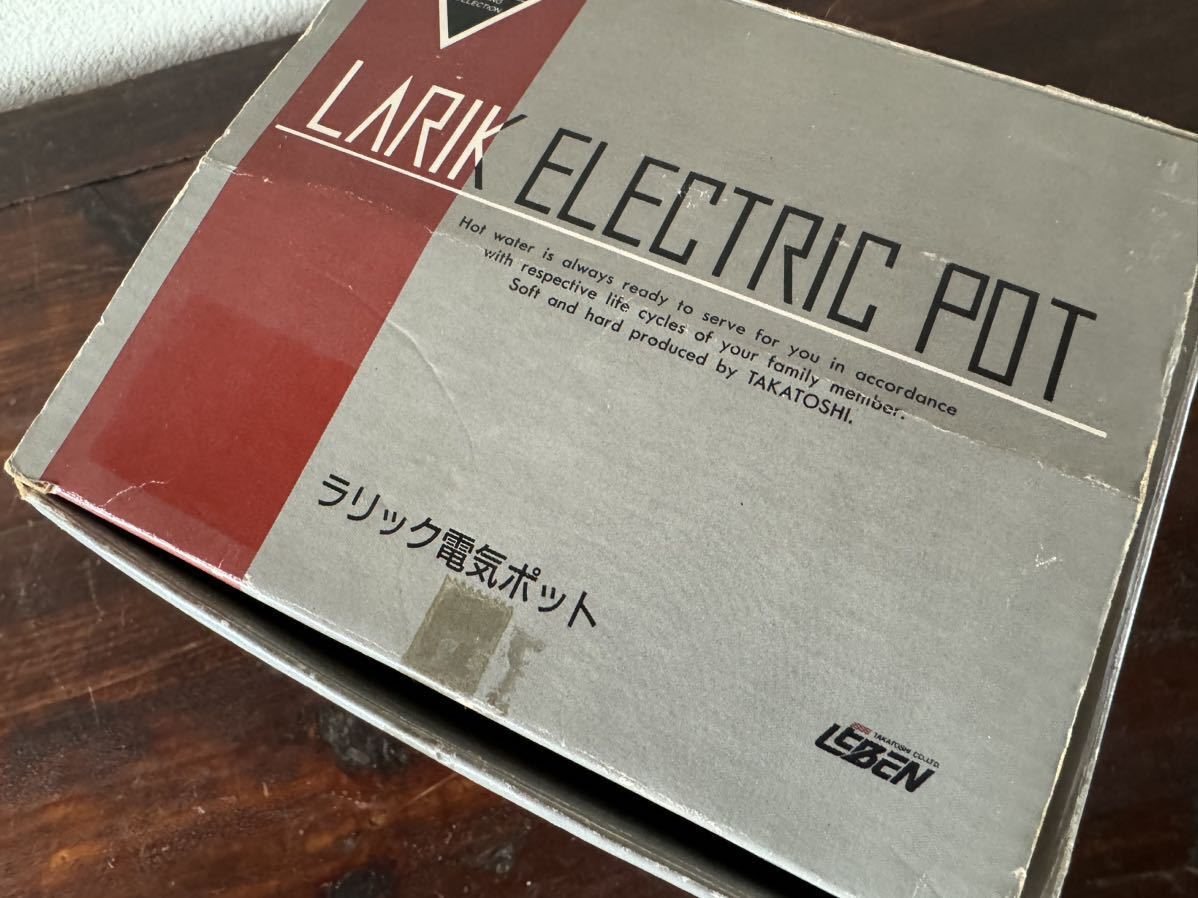 LARIK ELECTRIC POT
Hot water is always ready to serve for you in accordance
with respective life cycles of your family member.
Soft and hard produced by TAKATOSHI.
ラリック電気ポット
TAKATOSHI CO.,LTD.
LEBEN